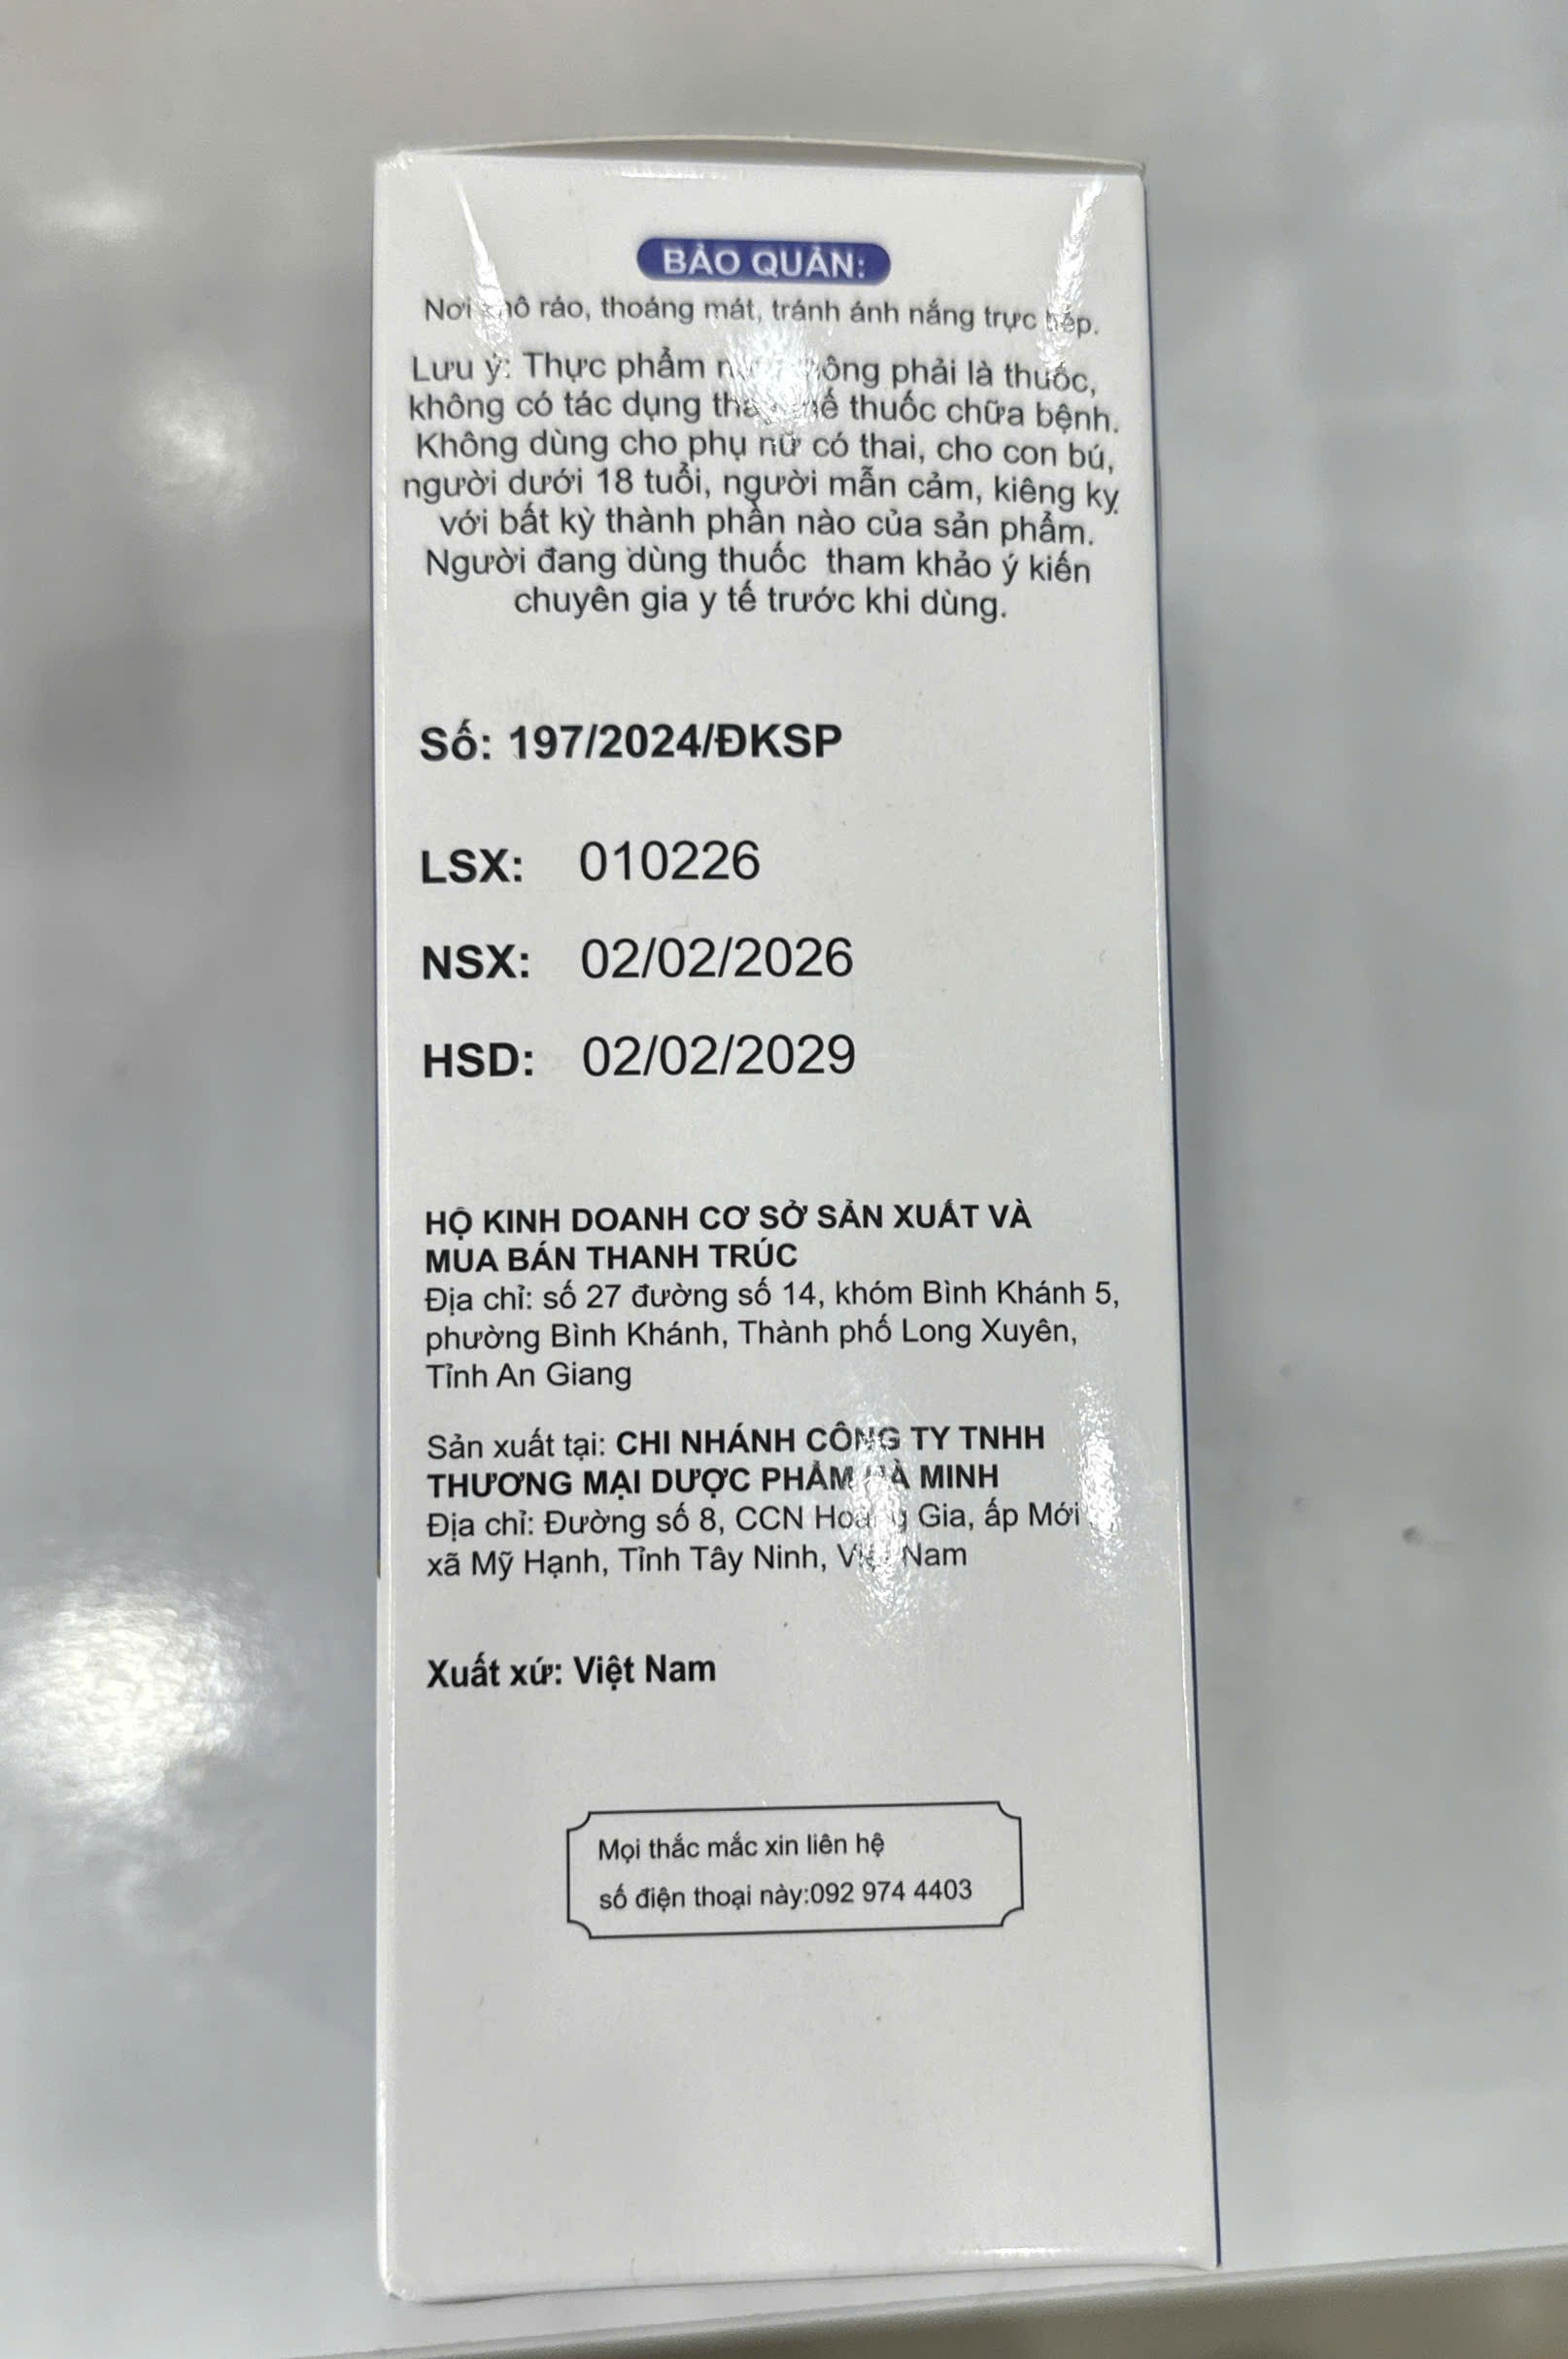 BẢO QUẢN:
Nơi ráo, thoáng mát, tránh ánh nắng trực
Lưu ý: Thực phẩm phải là thuốc,
không có tác dụng thuốc chữa bệnh.
Không dùng cho phụ nữ có thai, cho con bú,
người dưới 18 tuổi, người mẫn cảm, kiêng kỵ
với bất kỳ thành phần nào của sản phẩm.
Người đang dùng thuốc tham khảo ý kiến
chuyên gia y tế trước khi dùng.
Số: 197/2024/ĐKSP
LSX: 010226
NSX: 02/02/2026
HSD: 02/02/2029
HỘ KINH DOANH CƠ SỞ SẢN XUẤT VÀ
MUA BÁN THANH TRÚC
Địa chỉ: số 27 đường số 14, khóm Bình Khánh 5,
phường Bình Khánh, Thành phố Long Xuyên,
Tỉnh An Giang
Sản xuất tại: CHI NHÁNH CÔNG TY TNHH
THƯƠNG MẠI DƯỢC PHẨM MINH
Địa chỉ: Đường số 8, CCN Gia, ấp Mới
xã Mỹ Hạnh, Tỉnh Tây Ninh, Việt Nam
Xuất xứ: Việt Nam
Mọi thắc mắc xin liên hệ
số điện thoại này:092 974 4403